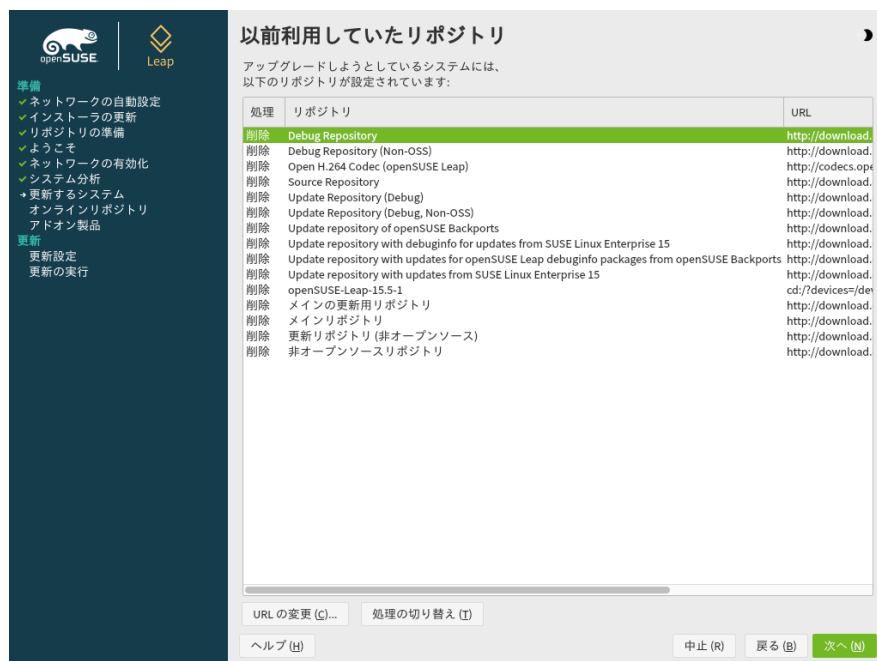 openSUSE
Leap
準備
ネットワークの自動設定
インストーラの更新
リポジトリの準備
ようこそ
ネットワークの有効化
システム分析
更新するシステム
オンラインリポジトリ
アドオン製品
更新
更新設定
更新の実行
以前利用していたリポジトリ
アップグレードしようとしているシステムには、
以下のリポジトリが設定されています:
処理 リポジトリ URL
削除 Debug Repository http://download.
削除 Debug Repository (Non-OSS) http://download.
削除 Open H.264 Codec (openSUSE Leap) http://codecs.ope
削除 Source Repository http://download.
削除 Update Repository (Debug) http://download.
削除 Update Repository (Debug, Non-OSS) http://download.
削除 Update repository of openSUSE Backports http://download.
削除 Update repository with debuginfo for updates from SUSE Linux Enterprise 15 http://download.
削除 Update repository with updates for openSUSE Leap debuginfo packages from openSUSE Backports http://download.
削除 Update repository with updates from SUSE Linux Enterprise 15 http://download.
削除 openSUSE-Leap-15.5-1 cd:/?devices=/dev
削除 メインの更新用リポジトリ http://download.
削除 メインリポジトリ http://download.
削除 更新リポジトリ (非オープンソース) http://download.
削除 非オープンソースリポジトリ http://download.
URL の変更 (C)... 処理の切り替え (T)
ヘルプ (H) 中止 (R) 戻る (B) 次へ (N)